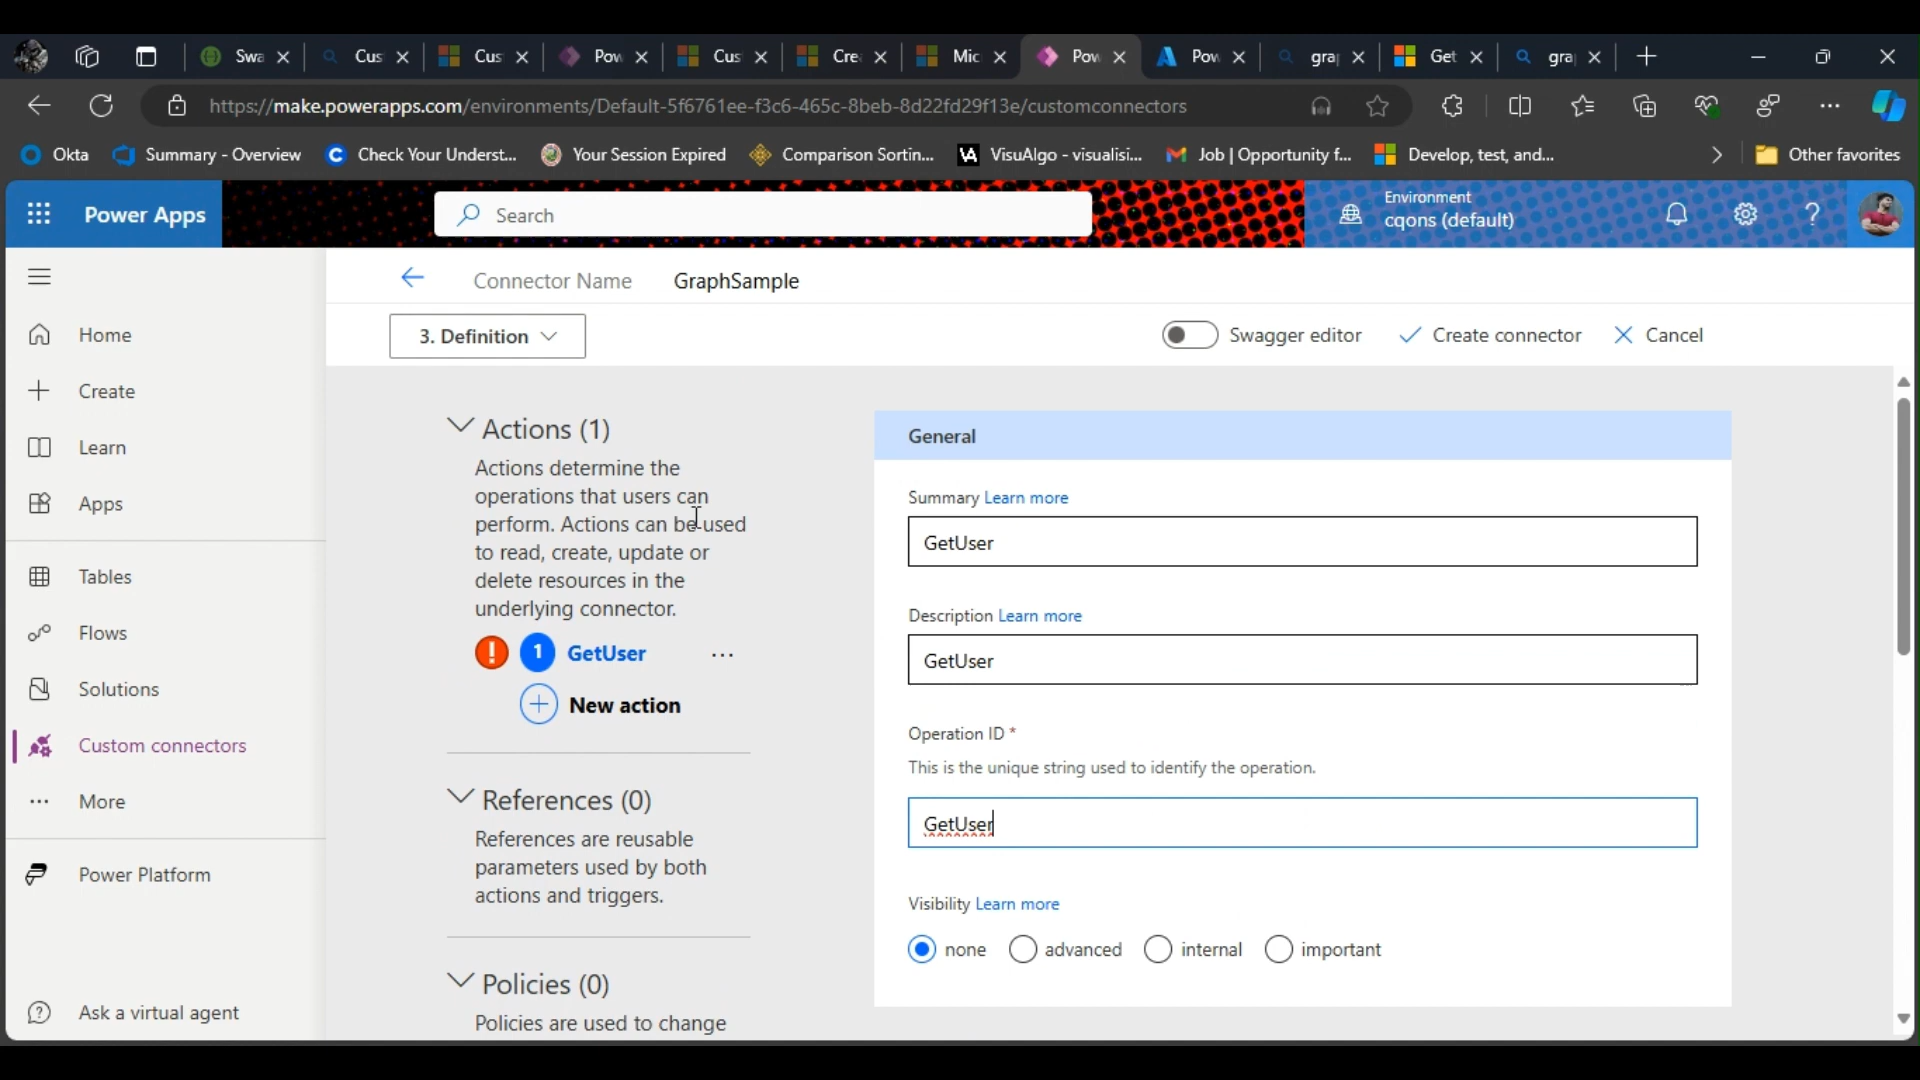 Swa
Cus
Cus
Pow
Cus
Cre
Mic
Pow
Pow
gra
Get
gra
https://make.powerapps.com/environments/Default-5f6761ee-f3c6-465c-8beb-8d22fd29f13e/customconnectors
Okta
Summary - Overview
Check Your Underst...
Your Session Expired
Comparison Sortin...
VisuAlgo - visualisi...
Job | Opportunity f...
Develop, test, and...
Other favorites
Power Apps
Search
Environment
cqons (default)
Home
Create
Learn
Apps
Tables
Flows
Solutions
Custom connectors
More
Power Platform
Ask a virtual agent
Connector Name GraphSample
3. Definition
Swagger editor
Create connector
Cancel
Actions (1)
Actions determine the
operations that users can
perform. Actions can be used
to read, create, update or
delete resources in the
underlying connector.
1 GetUser ...
New action
References (0)
References are reusable
parameters used by both
actions and triggers.
Policies (0)
Policies are used to change
General
Summary Learn more
GetUser
Description Learn more
GetUser
Operation ID *
This is the unique string used to identify the operation.
GetUser
Visibility Learn more
none advanced internal important